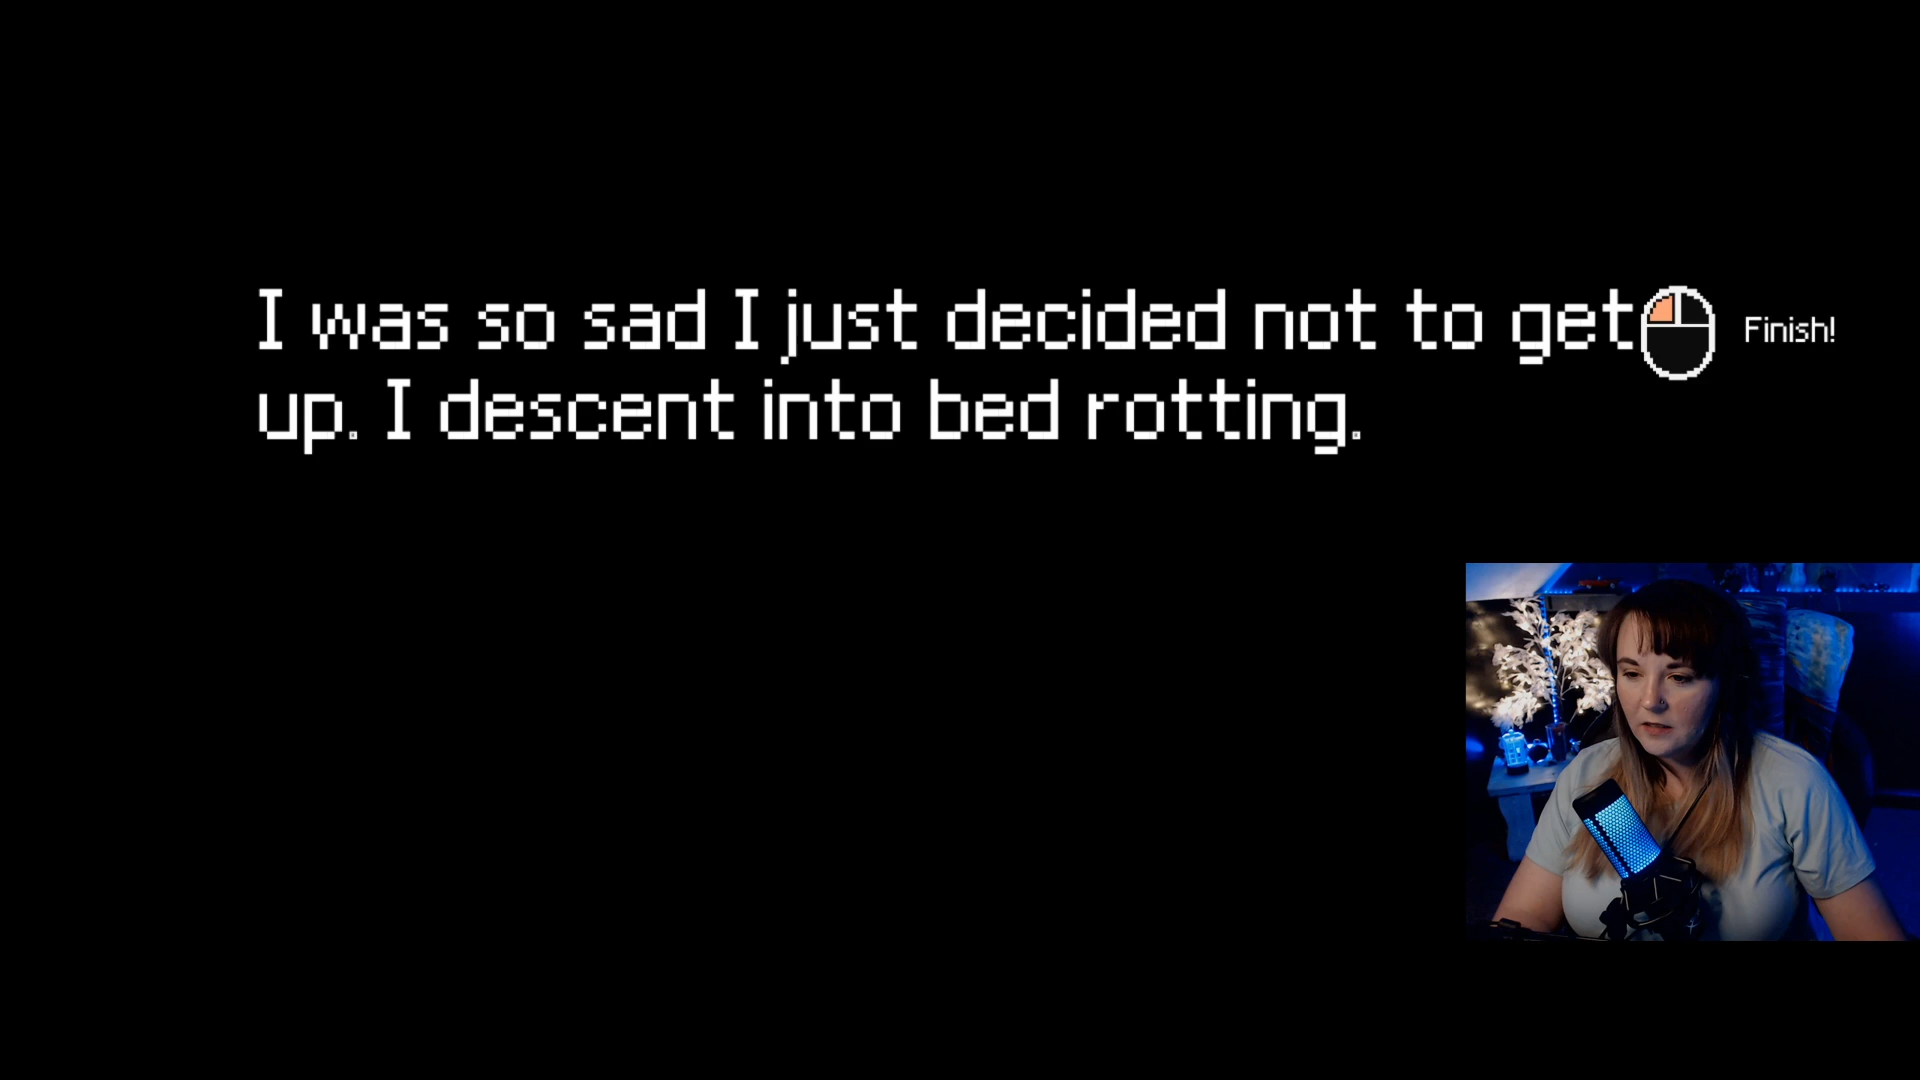 I was so sad I just decided not to get
up. I descent into bed rotting.
Finish!